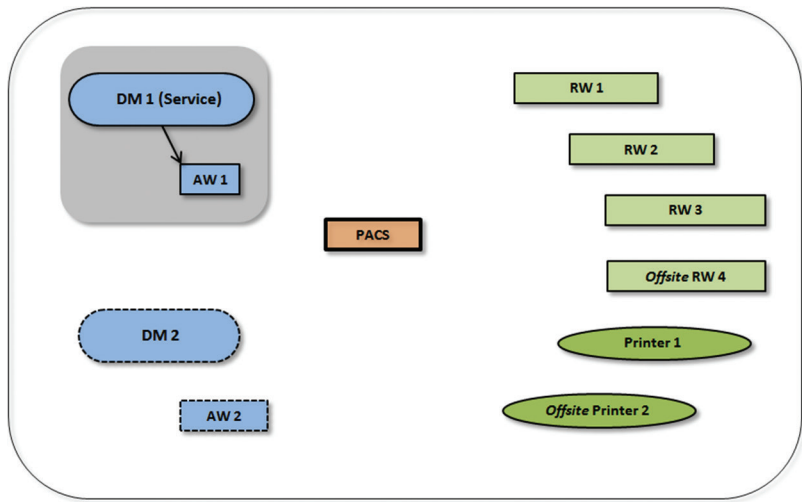 DM 1 (Service)
AW 1
DM 2
AW 2
PACS
RW 1
RW 2
RW 3
Offsite RW 4
Printer 1
Offsite Printer 2